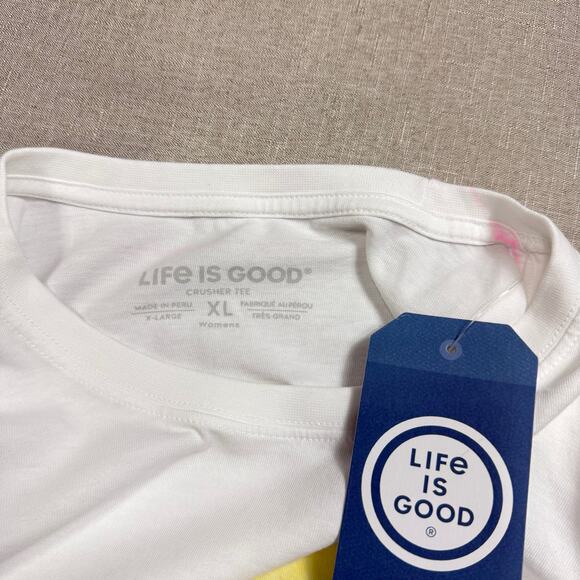 LIFe IS GOOD®
CRUSHER TEE
MADE IN PERU
X-LARGE
XL
FABRIQUÉ AU PÉROU
TRÈS-GRAND
Womens
LIFe
IS
GOOD
®